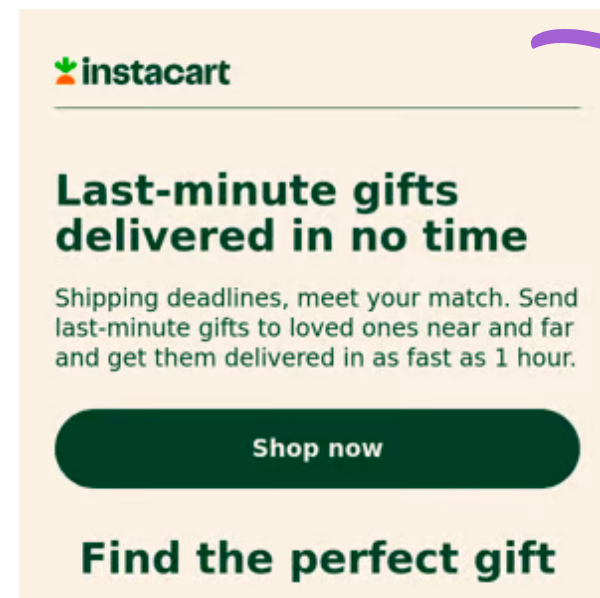 instacart
Last-minute gifts
delivered in no time
Shipping deadlines, meet your match. Send
last-minute gifts to loved ones near and far
and get them delivered in as fast as 1 hour.
Shop now
Find the perfect gift